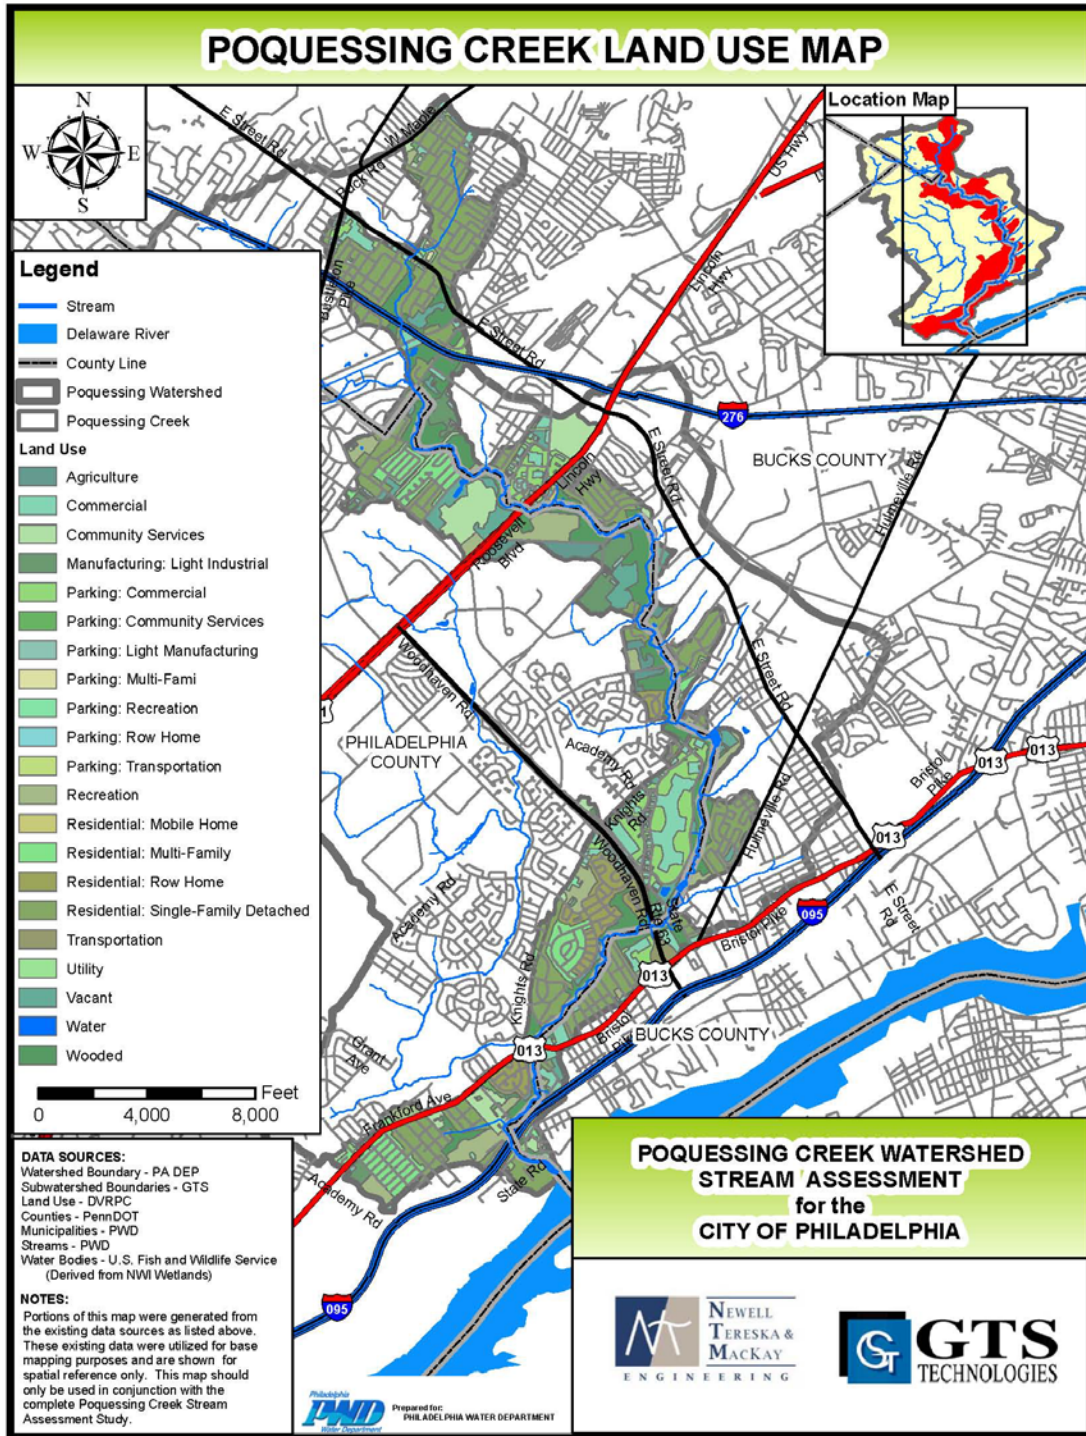 POQUESSING CREEK LAND USE MAP
N
W E
S
Location Map
E Street Rd
W Maple
Buck Rd
US Hwy 1
Bustleton
Pike
Lincoln
Hwy
E Street Rd
276
E Street Rd
BUCKS COUNTY
Hulmeville Rd
Lincoln
Hwy
Roosevelt
Blvd
Woodhaven Rd
E Street Rd
1
PHILADELPHIA
COUNTY
Academy Rd
Knights
Rd
Woodhaven Rd
Hulmeville Rd
Bristol
Pike
013
013
013
State
Rte 63
095
E Street
Rd
Academy Rd
Bristol Pike
Knights Rd
013
Bristol
Pike
BUCKS COUNTY
013
Grant
Ave
Frankford Ave
State Rd
Academy Rd
095
Legend
Stream
Delaware River
County Line
Poquessing Watershed
Poquessing Creek
Land Use
Agriculture
Commercial
Community Services
Manufacturing: Light Industrial
Parking: Commercial
Parking: Community Services
Parking: Light Manufacturing
Parking: Multi-Fami
Parking: Recreation
Parking: Row Home
Parking: Transportation
Recreation
Residential: Mobile Home
Residential: Multi-Family
Residential: Row Home
Residential: Single-Family Detached
Transportation
Utility
Vacant
Water
Wooded
Feet
0 4,000 8,000
DATA SOURCES:
Watershed Boundary - PA DEP
Subwatershed Boundaries - GTS
Land Use - DVRPC
Counties - PennDOT
Municipalities - PWD
Streams - PWD
Water Bodies - U.S. Fish and Wildlife Service
(Derived from NWI Wetlands)
NOTES:
Portions of this map were generated from
the existing data sources as listed above.
These existing data were utilized for base
mapping purposes and are shown for
spatial reference only. This map should
only be used in conjunction with the
complete Poquessing Creek Stream
Assessment Study.
Philadelphia
PWD
Water Department
Prepared for:
PHILADELPHIA WATER DEPARTMENT
POQUESSING CREEK WATERSHED
STREAM ASSESSMENT
for the
CITY OF PHILADELPHIA
NEWELL
TERESKA &
MACKAY
ENGINEERING
GST
GTS
TECHNOLOGIES